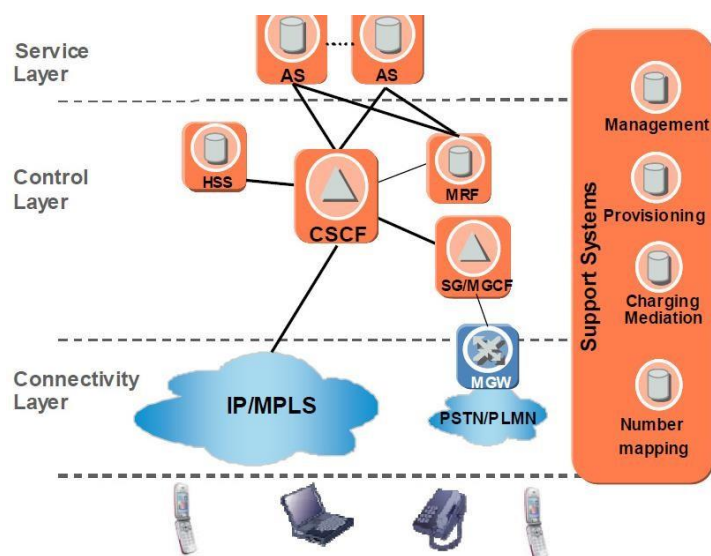 Service
Layer
AS
AS
Control
Layer
HSS
CSCF
MRF
SG/MGCF
Connectivity
Layer
IP/MPLS
MGW
PSTN/PLMN
Support Systems
Management
Provisioning
Charging
Mediation
Number
mapping